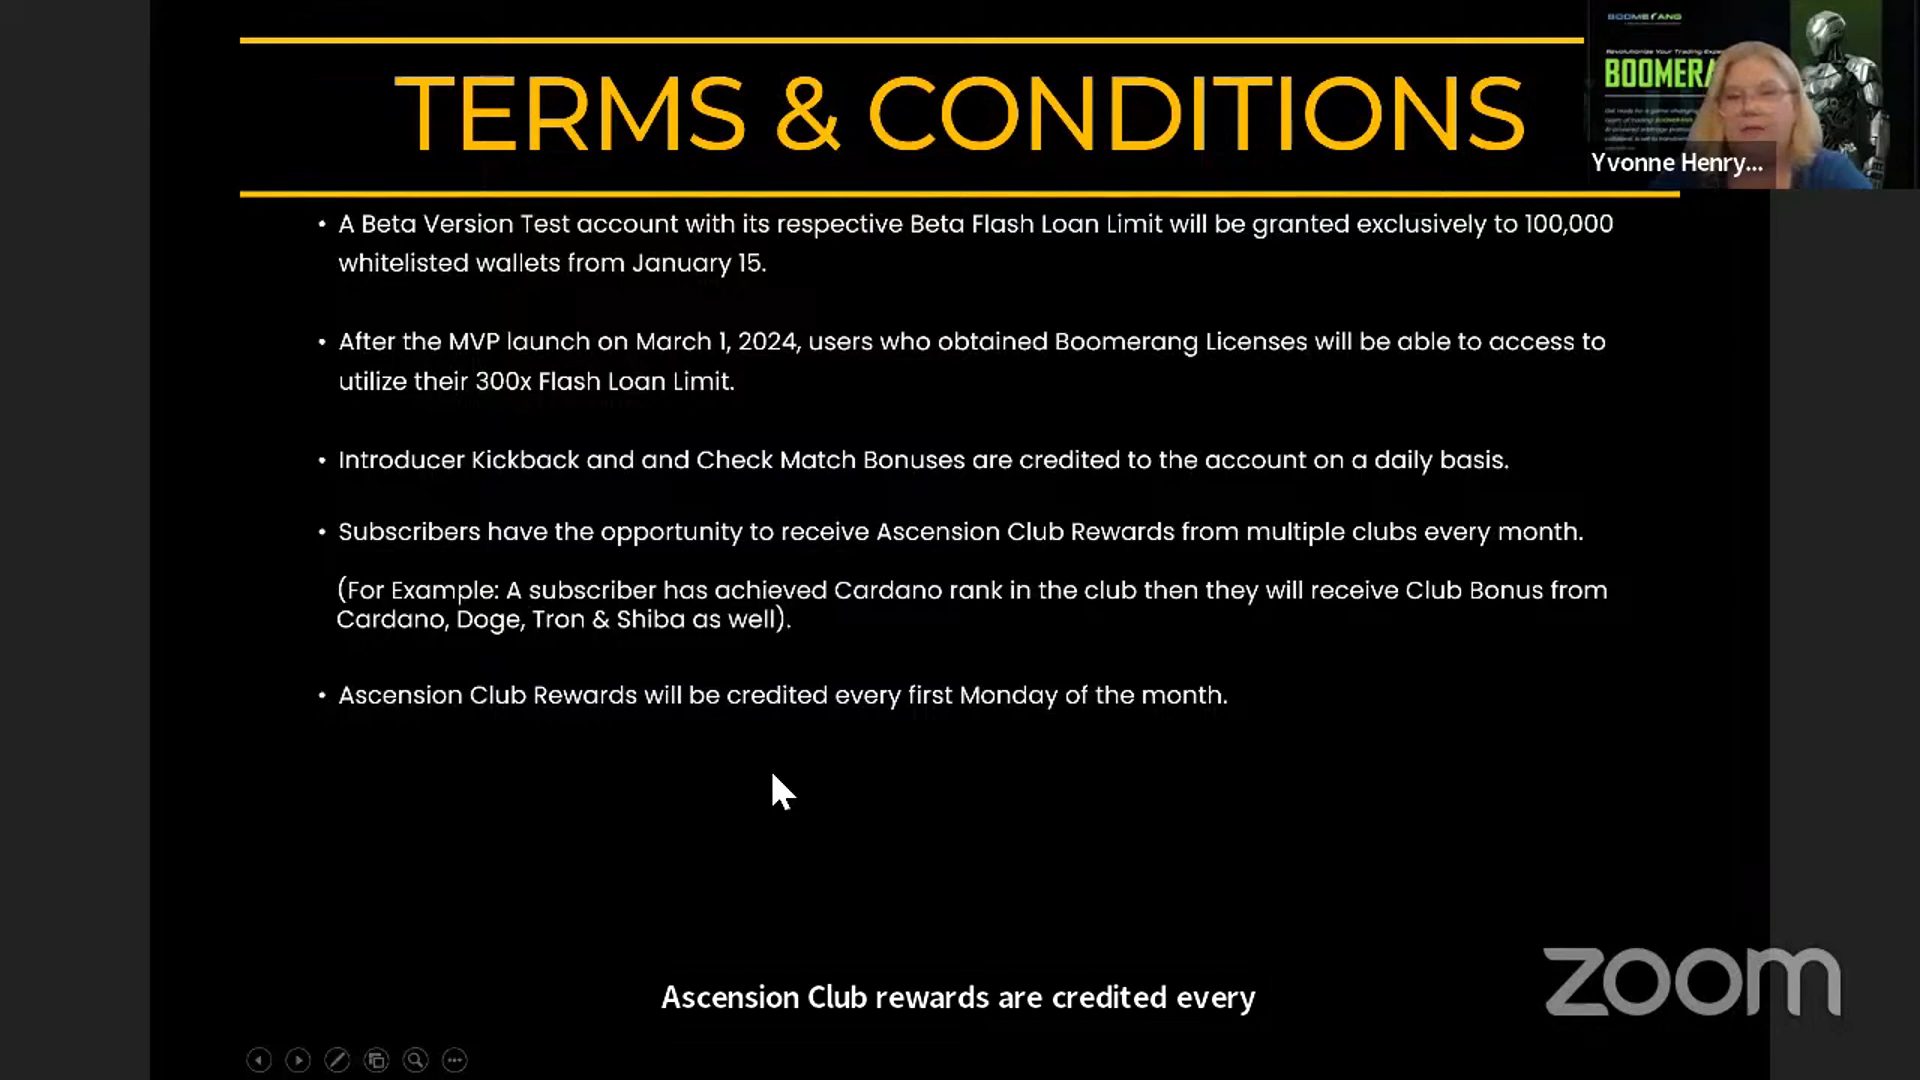 BOOMERANG
BOOMERA
TERMS & CONDITIONS
Yvonne Henry...
• A Beta Version Test account with its respective Beta Flash Loan Limit will be granted exclusively to 100,000
whitelisted wallets from January 15.
• After the MVP launch on March 1, 2024, users who obtained Boomerang Licenses will be able to access to
utilize their 300x Flash Loan Limit.
• Introducer Kickback and and Check Match Bonuses are credited to the account on a daily basis.
• Subscribers have the opportunity to receive Ascension Club Rewards from multiple clubs every month.
(For Example: A subscriber has achieved Cardano rank in the club then they will receive Club Bonus from
Cardano, Doge, Tron & Shiba as well).
• Ascension Club Rewards will be credited every first Monday of the month.
zoom
Ascension Club rewards are credited every